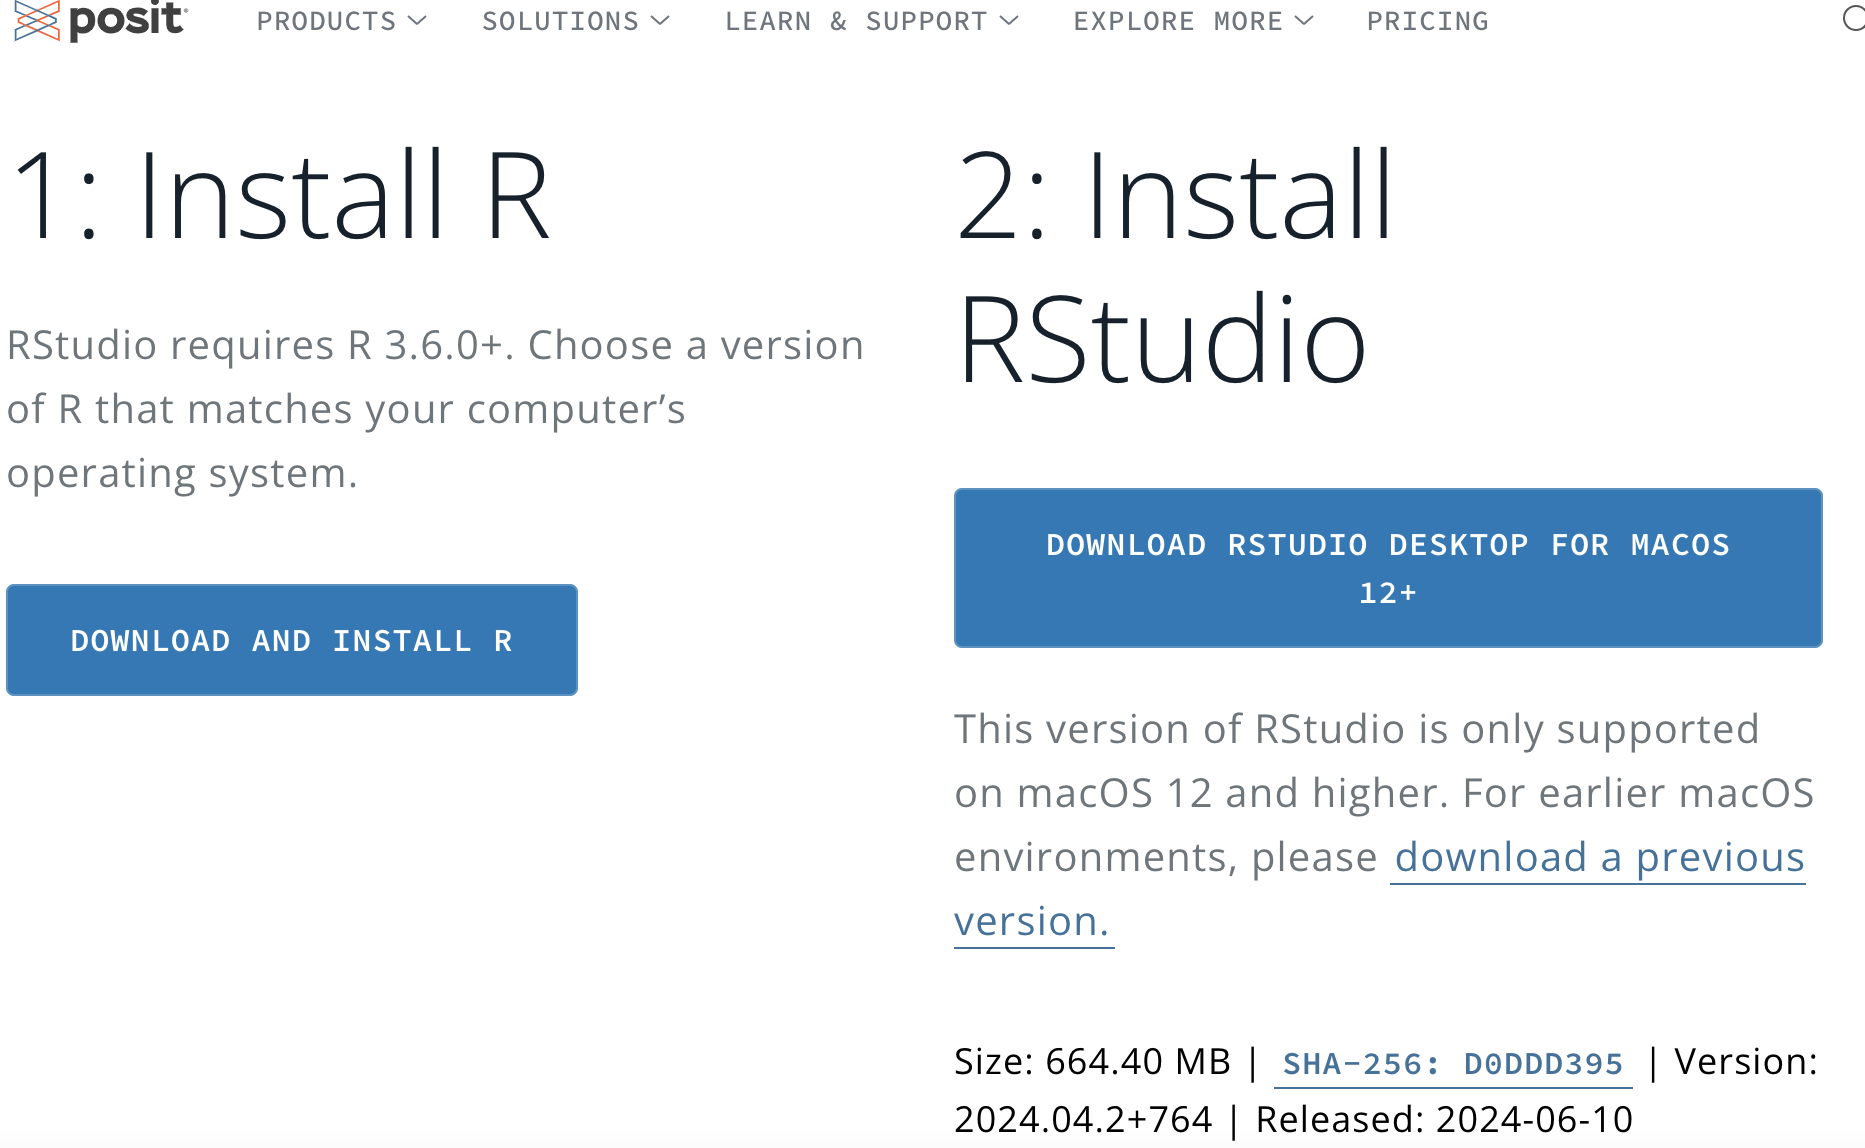 posit
PRODUCTS
SOLUTIONS
LEARN & SUPPORT
EXPLORE MORE
PRICING
1: Install R
RStudio requires R 3.6.0+. Choose a version
of R that matches your computer’s
operating system.
DOWNLOAD AND INSTALL R
2: Install
RStudio
DOWNLOAD RSTUDIO DESKTOP FOR MACOS
12+
This version of RStudio is only supported
on macOS 12 and higher. For earlier macOS
environments, please download a previous
version.
Size: 664.40 MB | SHA-256: D0DDD395 | Version:
2024.04.2+764 | Released: 2024-06-10